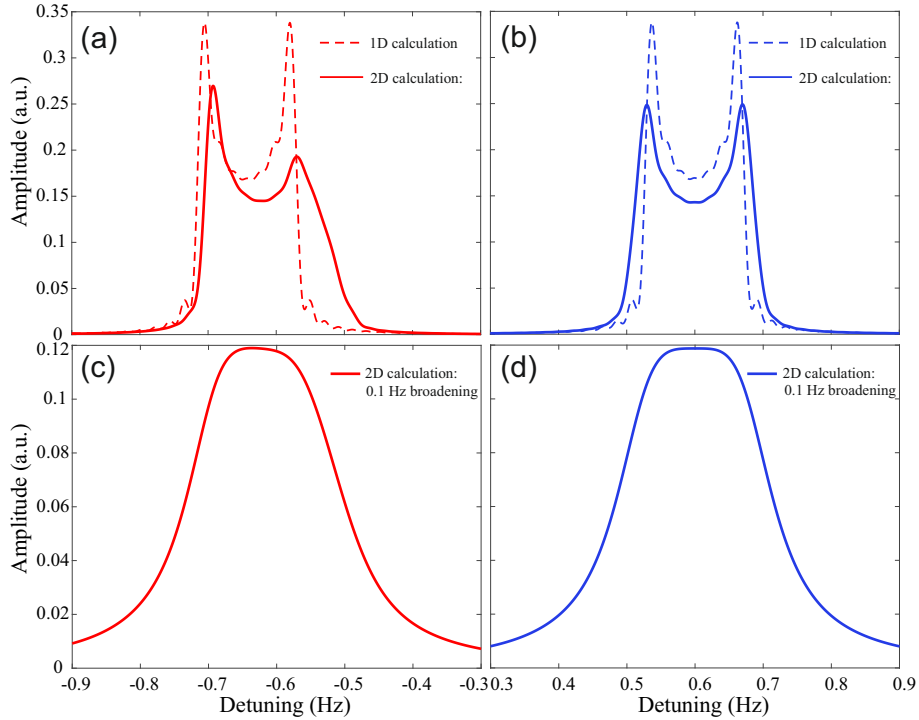 (a)
1D calculation
2D calculation:
0.35
0.30
0.25
0.20
0.15
0.10
0.05
0
Amplitude (a.u.)
(b)
1D calculation
2D calculation:
(c)
2D calculation:
0.1 Hz broadening
0.12
0.10
0.08
0.06
0.04
0.02
0
Amplitude (a.u.)
-0.9
-0.8
-0.7
-0.6
-0.5
-0.4
-0.3
Detuning (Hz)
(d)
2D calculation:
0.1 Hz broadening
0.3
0.4
0.5
0.6
0.7
0.8
0.9
Detuning (Hz)